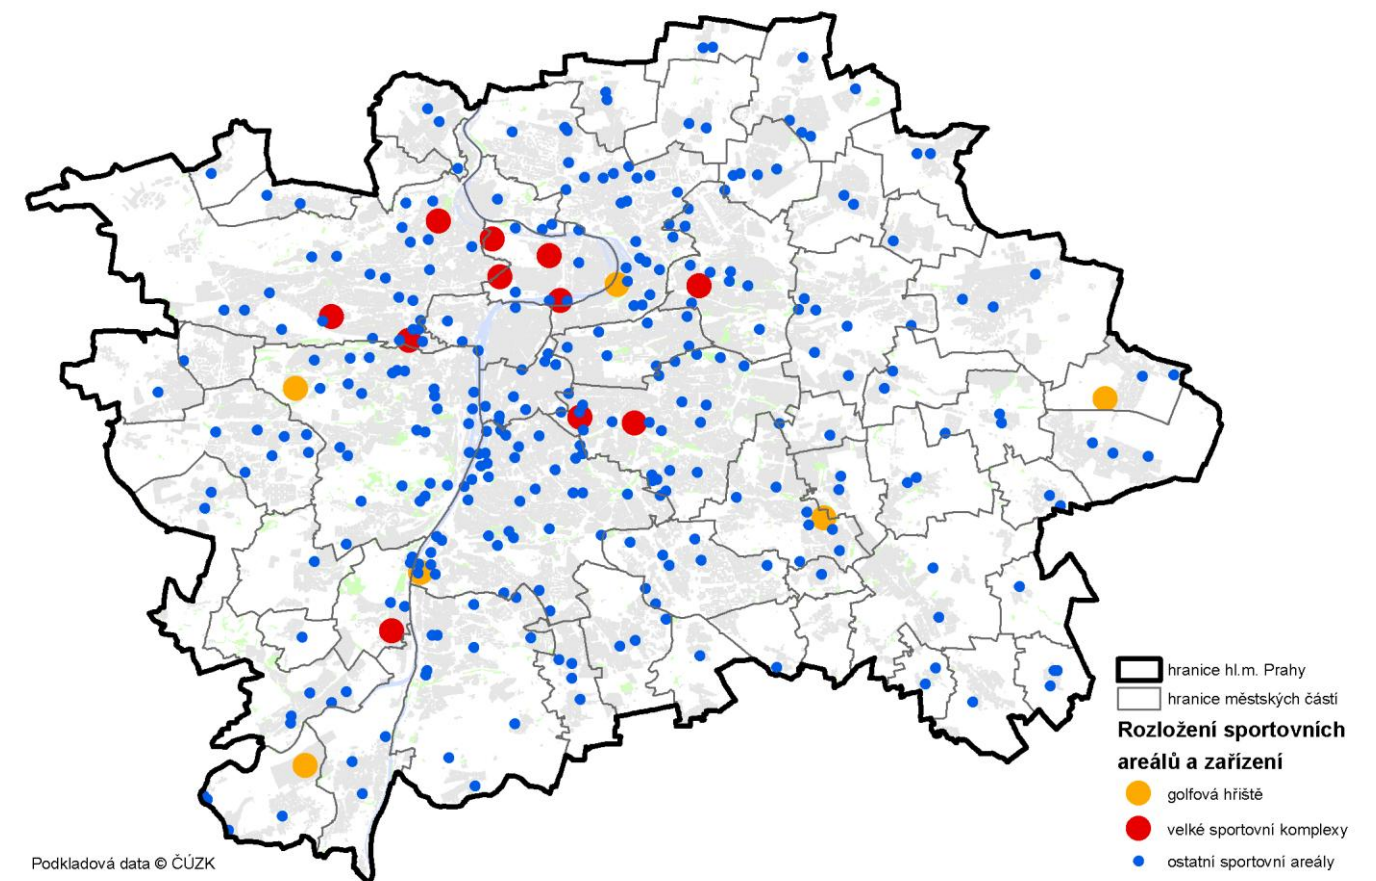 hranice hl.m. Prahy
hranice městských částí
Rozložení sportovních
areálů a zařízení
golfová hřiště
velké sportovní komplexy
ostatní sportovní areály
Podkladová data © ČÚZK